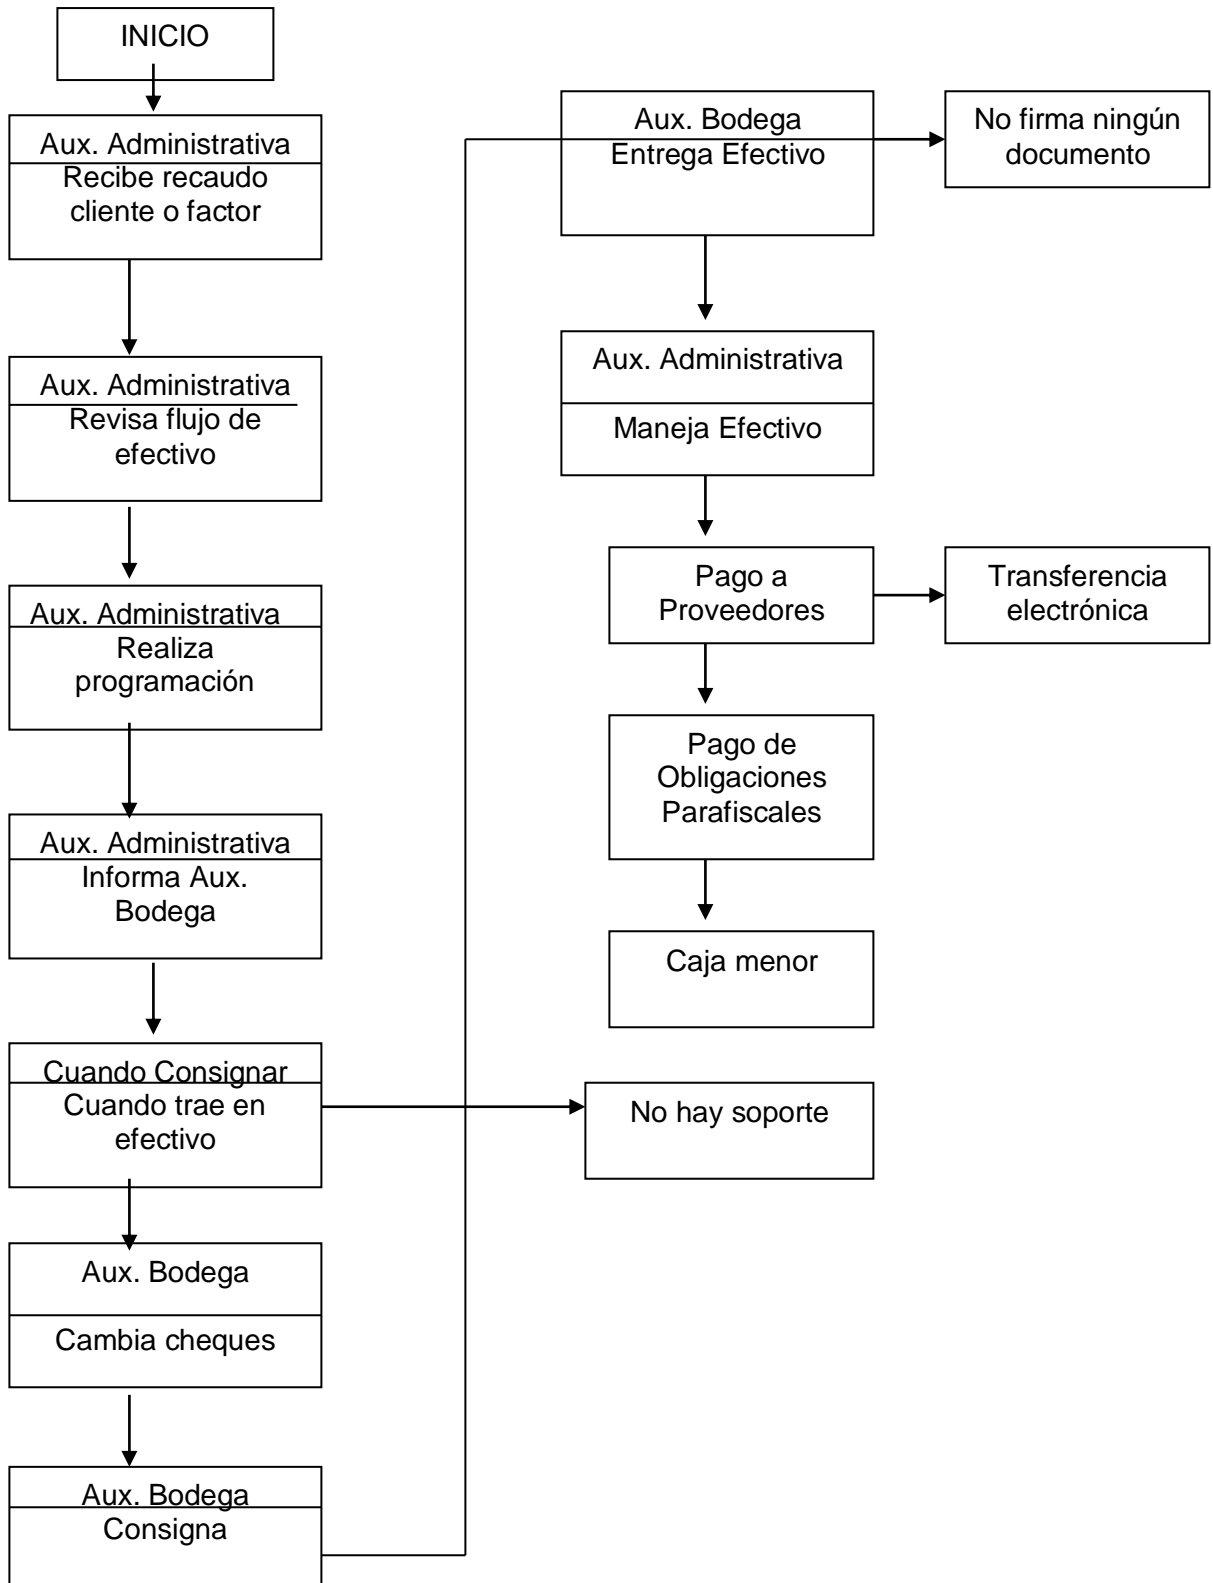 INICIO
Aux. Administrativa
Recibe recaudo
cliente o factor
Aux. Administrativa
Revisa flujo de
efectivo
Aux. Administrativa
Realiza
programación
Aux. Administrativa
Informa Aux.
Bodega
Cuando Consignar
Cuando trae en
efectivo
Aux. Bodega
Cambia cheques
Aux. Bodega
Consigna
Aux. Bodega
Entrega Efectivo
No firma ningún
documento
Aux. Administrativa
Maneja Efectivo
Pago a
Proveedores
Transferencia
electrónica
Pago de
Obligaciones
Parafiscales
Caja menor
No hay soporte